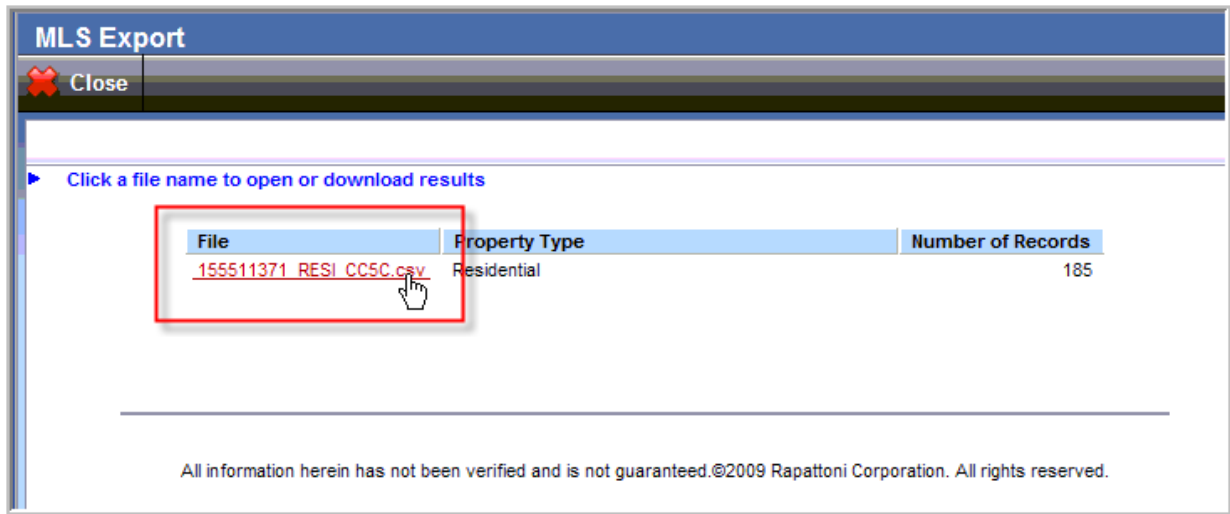 MLS Export
Close
Click a file name to open or download results
File Property Type Number of Records
155511371_RESI_CC5C.csv Residential 185
All information herein has not been verified and is not guaranteed.©2009 Rapattoni Corporation. All rights reserved.